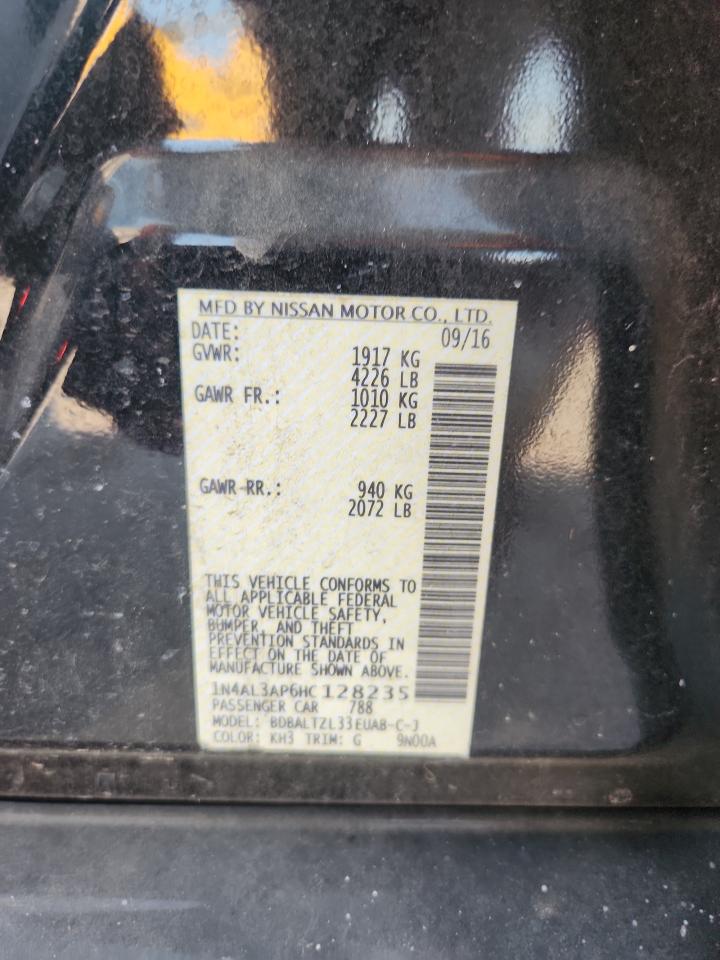 MFD BY NISSAN MOTOR CO., LTD.
DATE: 09/16
GVWR: 1917 KG
4226 LB
GAWR FR.: 1010 KG
2227 LB
GAWR RR.: 940 KG
2072 LB
THIS VEHICLE CONFORMS TO
ALL APPLICABLE FEDERAL
MOTOR VEHICLE SAFETY,
BUMPER, AND THEFT
PREVENTION STANDARDS IN
EFFECT ON THE DATE OF
MANUFACTURE SHOWN ABOVE.
1N4AL3AP6HC128235
PASSENGER CAR 788
MODEL: BDBALTZL33EUAB-C-J
COLOR: KH3 TRIM: G 9N00A